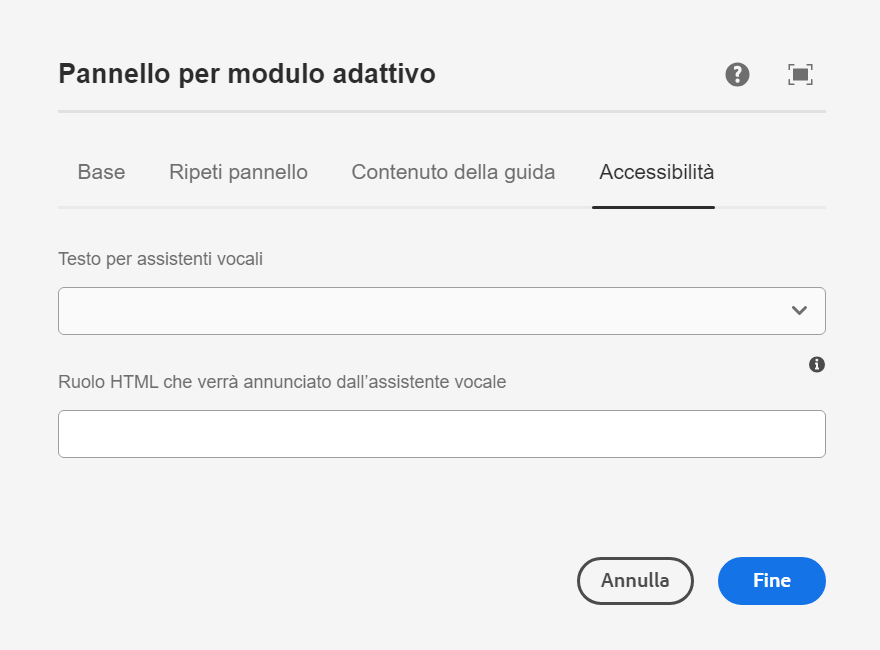 Pannello per modulo adattivo
Base Ripeti pannello Contenuto della guida Accessibilità
Testo per assistenti vocali
Ruolo HTML che verrà annunciato dall’assistente vocale
Annulla Fine